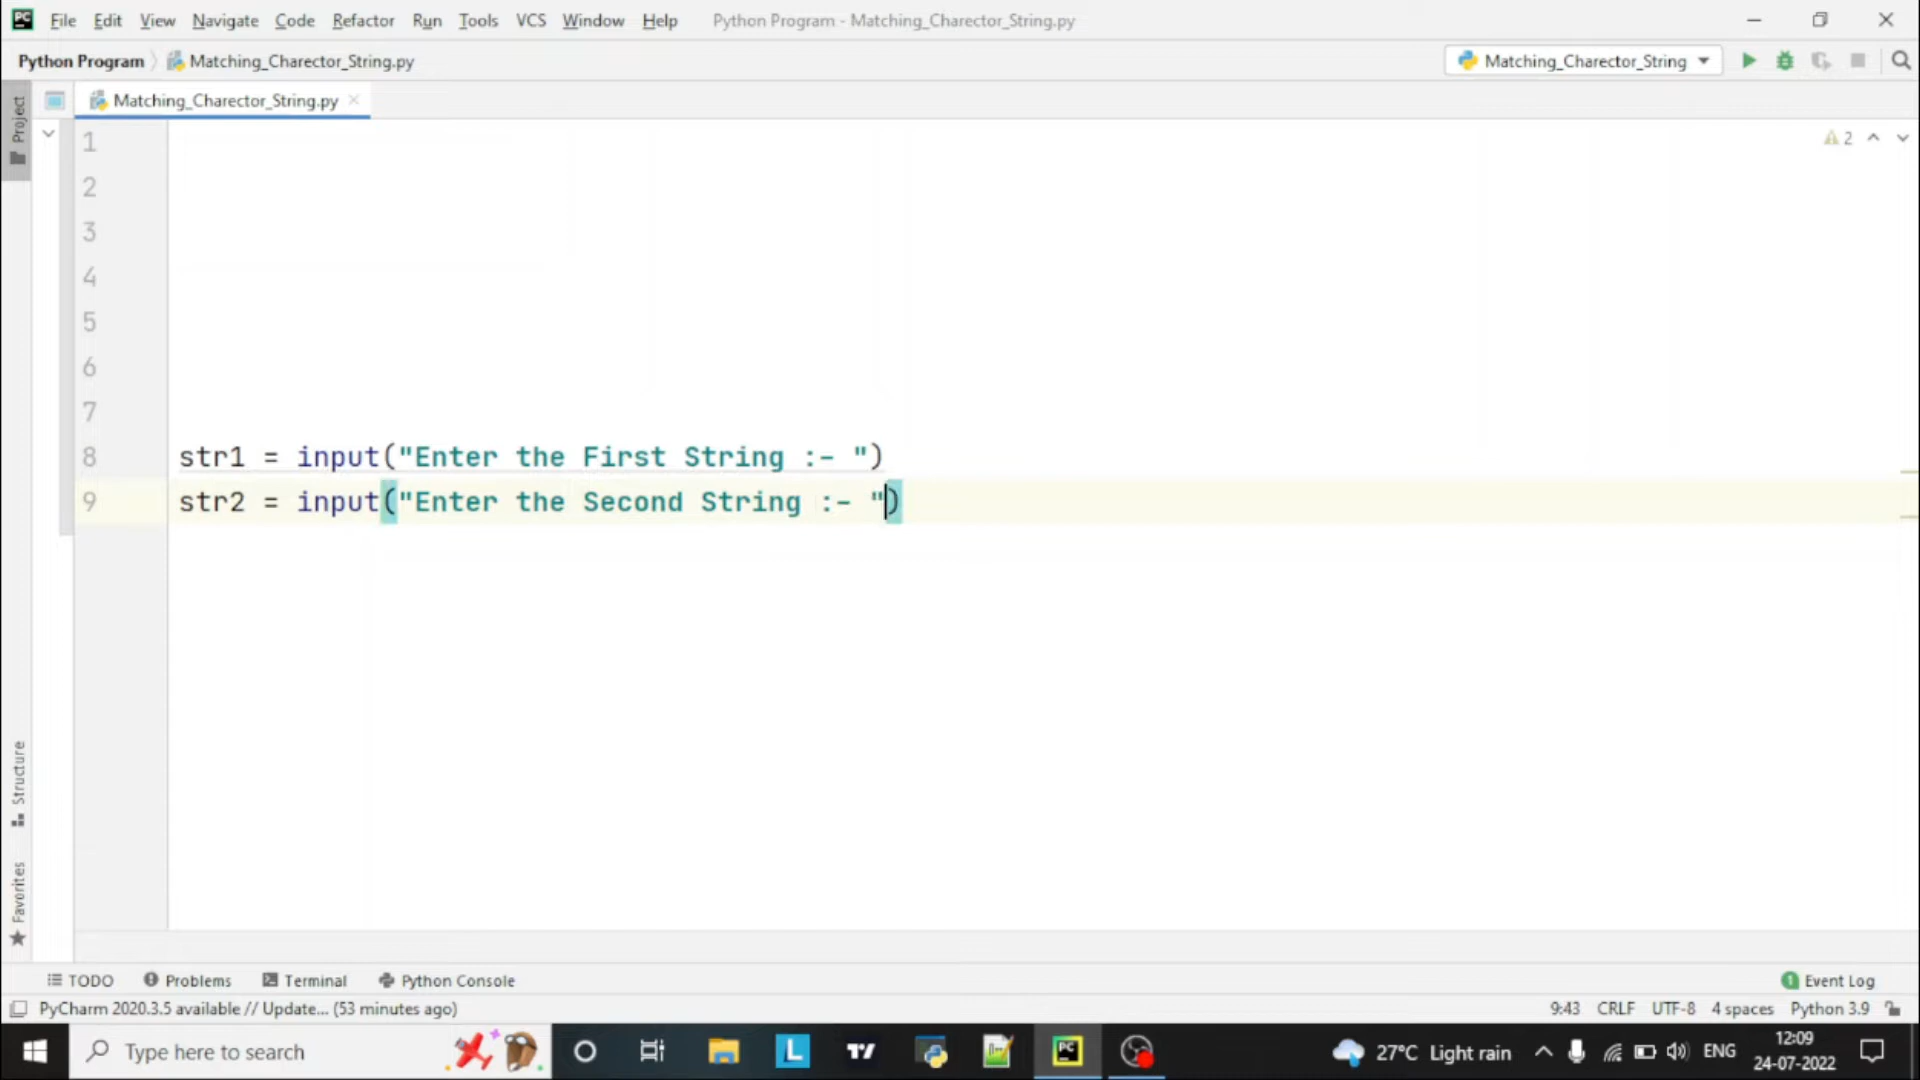 PC File Edit View Navigate Code Refactor Run Tools VCS Window Help Python Program - Matching_Charector_String.py
Python Program Matching_Charector_String.py Matching_Charector_String
Project
Matching_Charector_String.py
2
1
2
3
4
5
6
7
8 str1 = input("Enter the First String :- ")
9 str2 = input("Enter the Second String :- ")
Structure
Favorites
TODO Problems Terminal Python Console 1 Event Log
PyCharm 2020.3.5 available // Update... (53 minutes ago) 9:43 CRLF UTF-8 4 spaces Python 3.9
Type here to search L PC 27°C Light rain ENG 12:09
24-07-2022